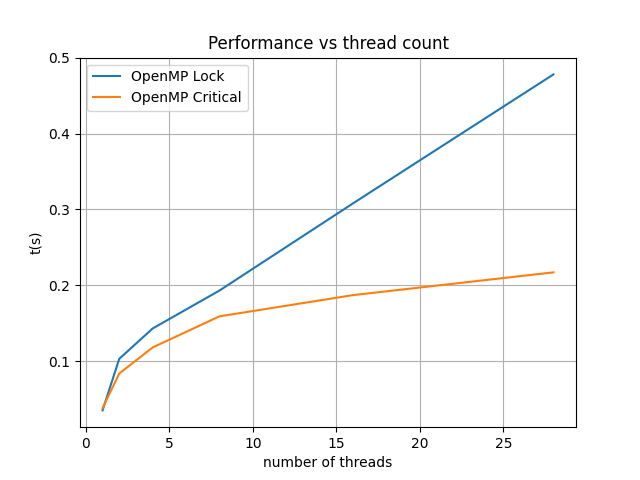 Performance vs thread count
OpenMP Lock
OpenMP Critical
0.5
0.4
0.3
0.2
0.1
t(s)
0 5 10 15 20 25
number of threads